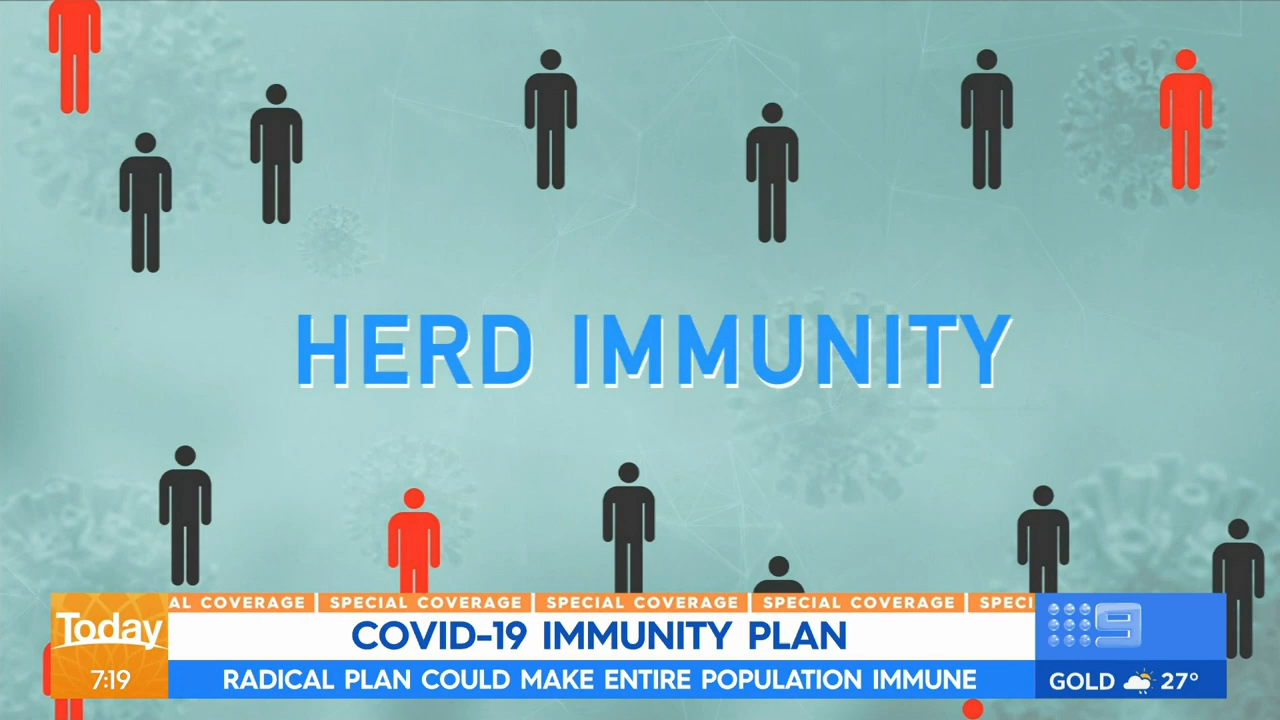 HERD IMMUNITY
AL COVERAGE | SPECIAL COVERAGE | SPECIAL COVERAGE | SPECIAL COVERAGE | SPECI
Today
COVID-19 IMMUNITY PLAN
9
7:19
RADICAL PLAN COULD MAKE ENTIRE POPULATION IMMUNE
GOLD 27°